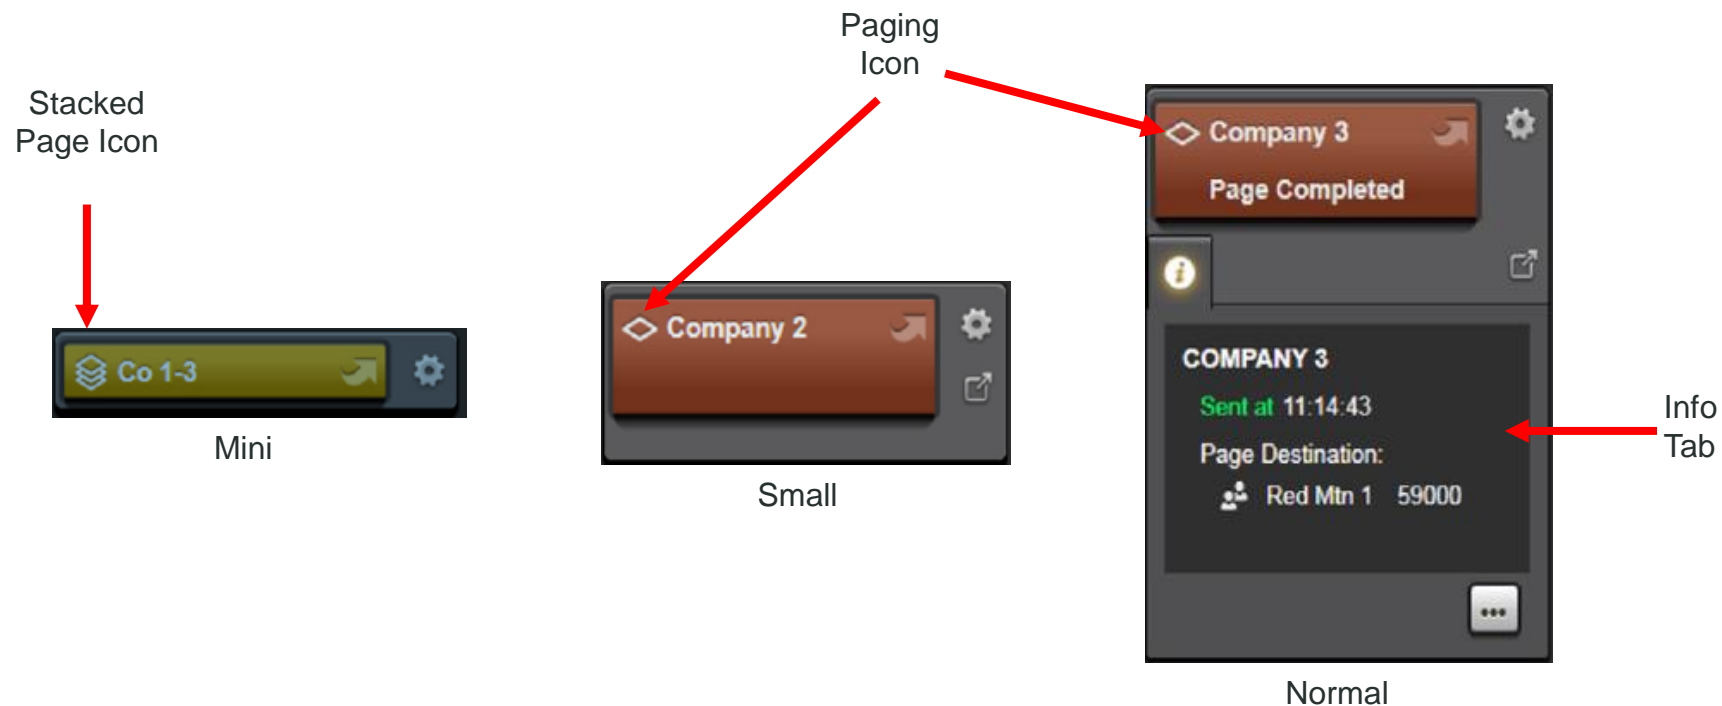 Paging
Icon
Stacked
Page Icon
Co 1-3
Mini
Company 2
Small
Company 3
Page Completed
i
COMPANY 3
Sent at 11:14:43
Page Destination:
Red Mtn 1 59000
Info
Tab
Normal